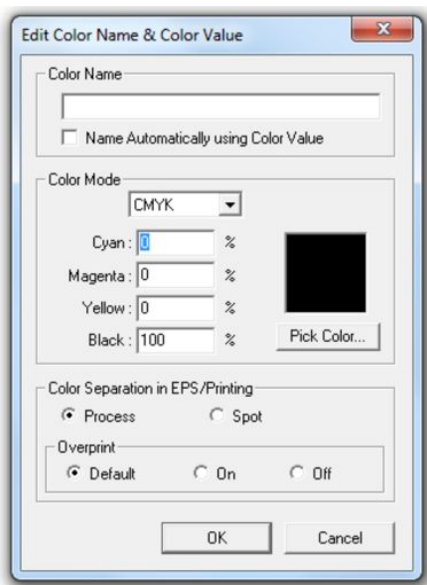 Edit Color Name & Color Value
Color Name
Name Automatically using Color Value
Color Mode
CMYK
Cyan : 0 %
Magenta : 0 %
Yellow : 0 %
Black : 100 %
Pick Color...
Color Separation in EPS/Printing
Process Spot
Overprint
Default On Off
OK Cancel